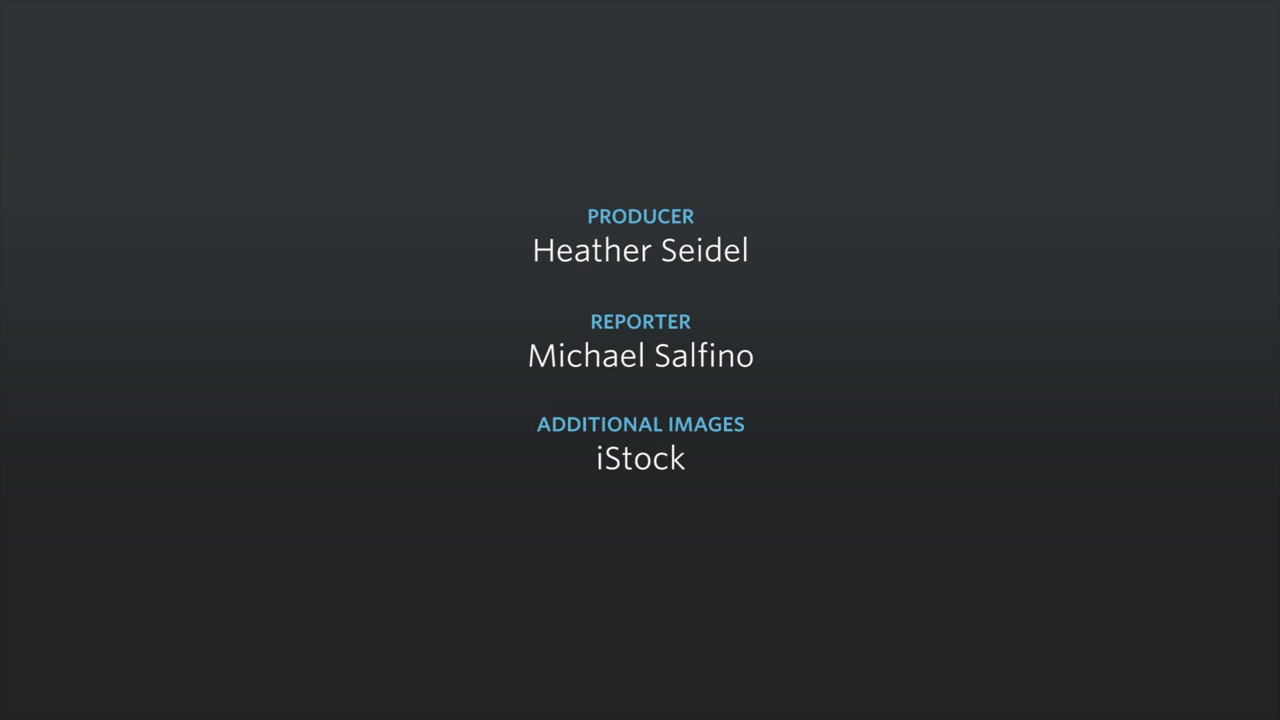 PRODUCER
Heather Seidel
REPORTER
Michael Salfino
ADDITIONAL IMAGES
iStock